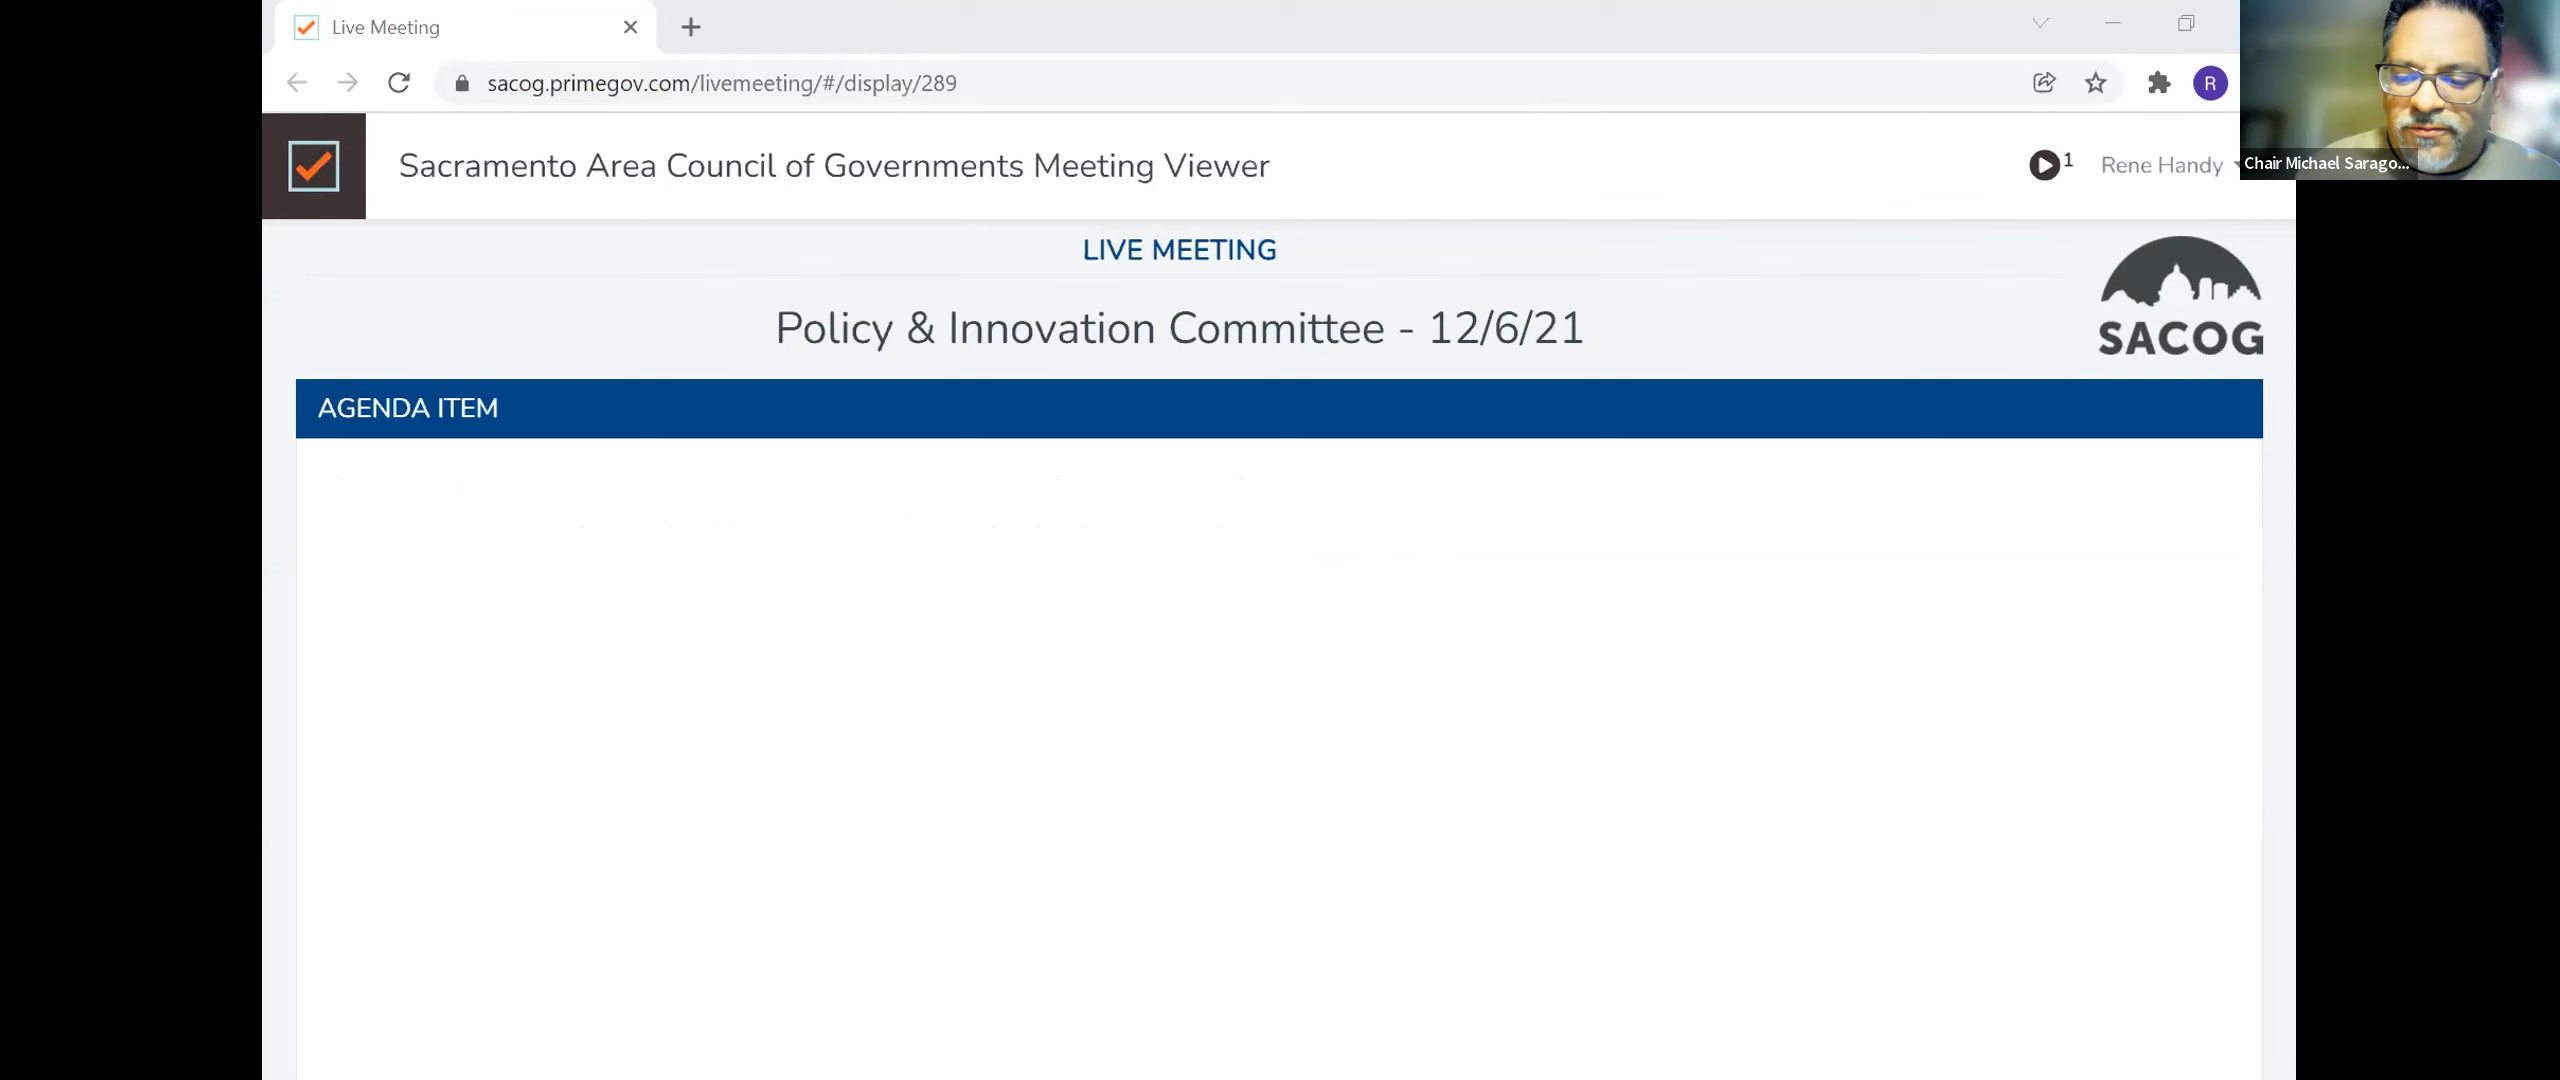 Live Meeting
sacog.primegov.com/livemeeting/#/display/289
R
Sacramento Area Council of Governments Meeting Viewer
1
Rene Handy
Chair Michael Sarago...
LIVE MEETING
Policy & Innovation Committee - 12/6/21
SACOG
AGENDA ITEM